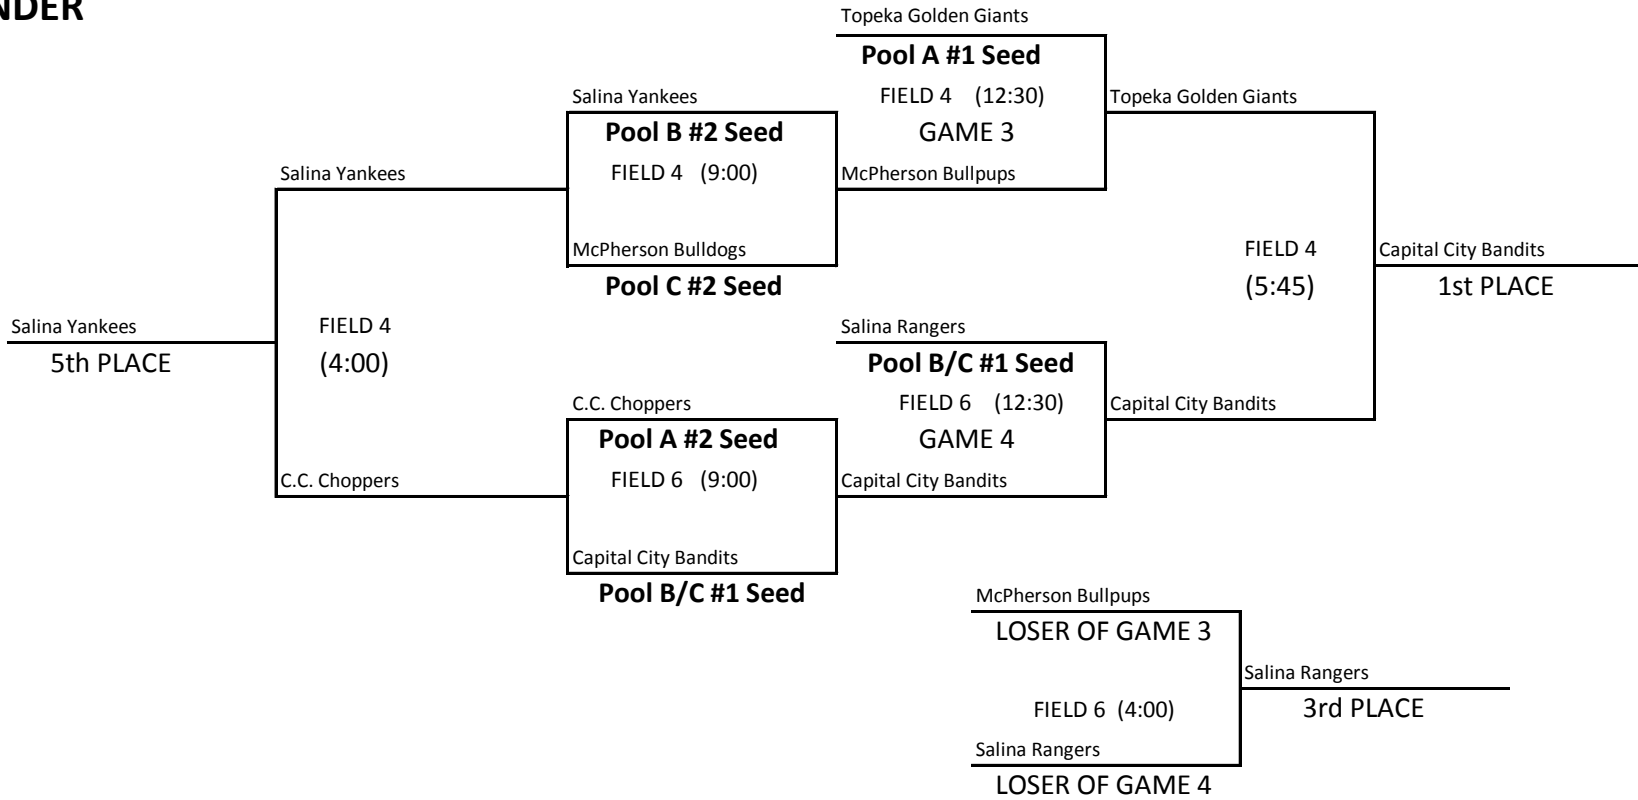 NDER
Topeka Golden Giants
Pool A #1 Seed
FIELD 4 (12:30)
GAME 3
Salina Yankees
Topeka Golden Giants
Pool B #2 Seed
FIELD 4 (9:00)
Salina Yankees
McPherson Bullpups
McPherson Bulldogs
Pool C #2 Seed
FIELD 4
(5:45)
Capital City Bandits
1st PLACE
Salina Yankees
5th PLACE
FIELD 4
(4:00)
Salina Rangers
Pool B/C #1 Seed
FIELD 6 (12:30)
GAME 4
C.C. Choppers
Capital City Bandits
Pool A #2 Seed
FIELD 6 (9:00)
C.C. Choppers
Capital City Bandits
Capital City Bandits
Pool B/C #1 Seed
McPherson Bullpups
LOSER OF GAME 3
Salina Rangers
3rd PLACE
FIELD 6 (4:00)
Salina Rangers
LOSER OF GAME 4